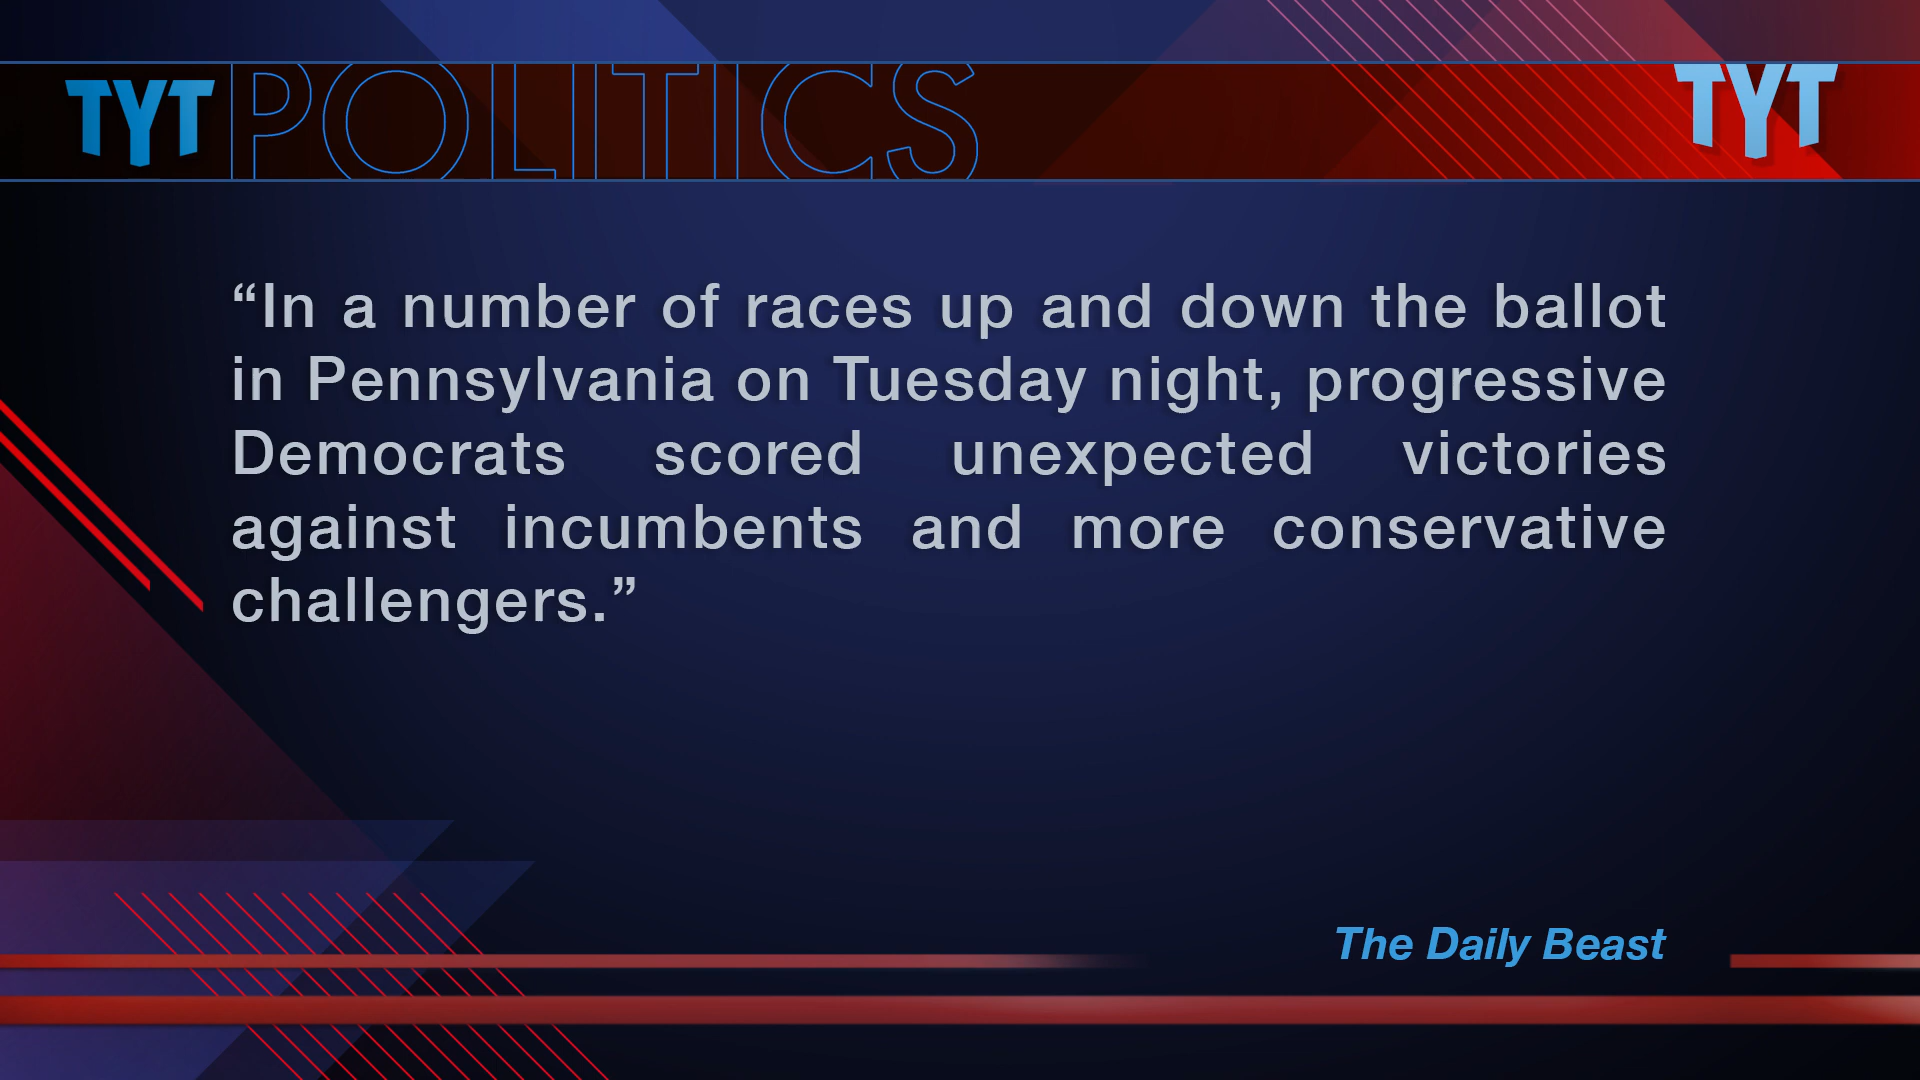 TYT POLITICS
TYT
“In a number of races up and down the ballot
in Pennsylvania on Tuesday night, progressive
Democrats scored unexpected victories
against incumbents and more conservative
challengers.”
The Daily Beast